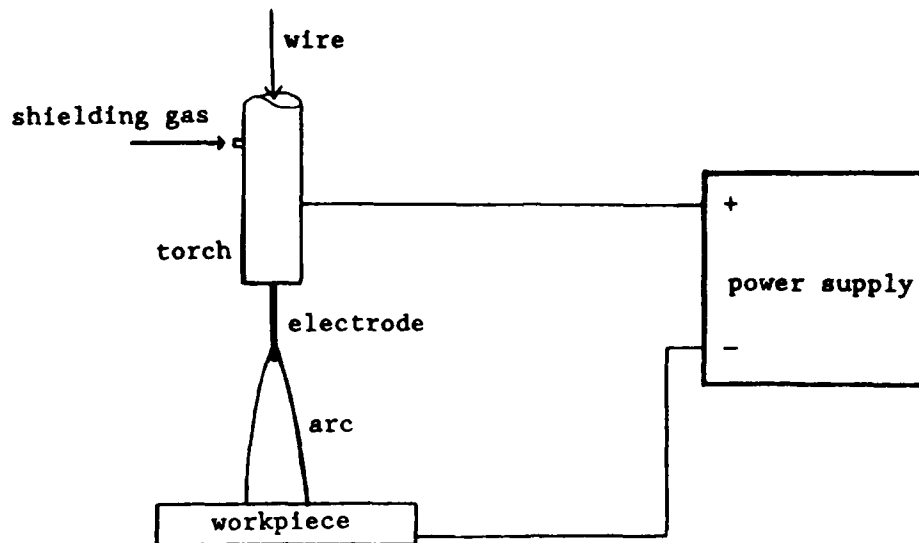 wire
shielding gas
torch
+
power supply
electrode
−
arc
workpiece